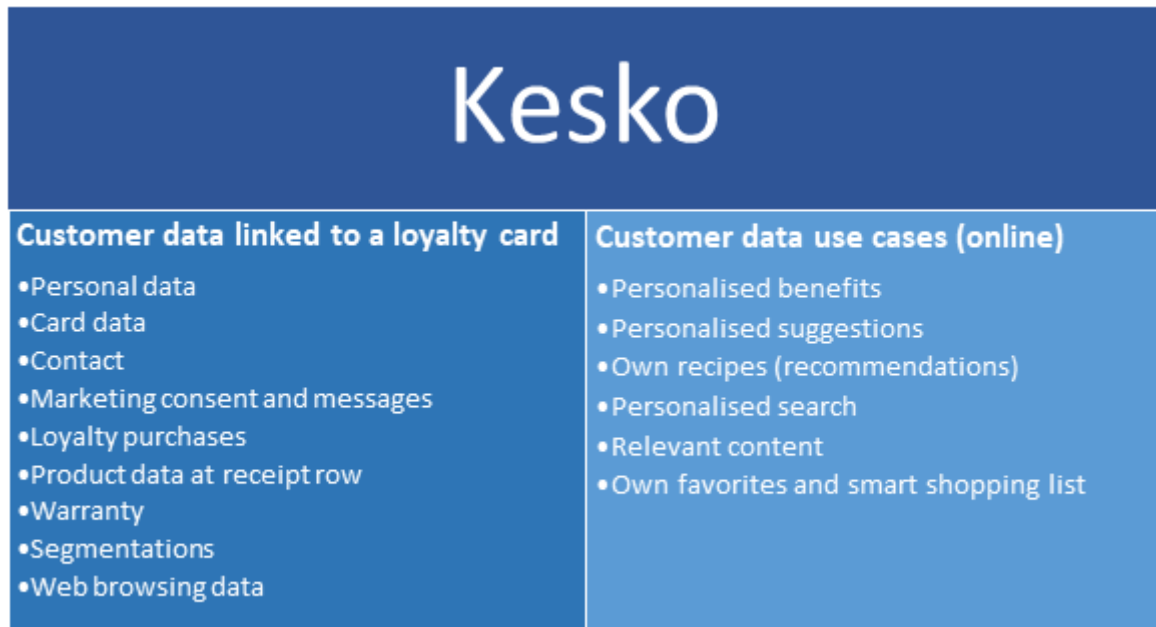 Kesko
Customer data linked to a loyalty card
•Personal data
•Card data
•Contact
•Marketing consent and messages
•Loyalty purchases
•Product data at receipt row
•Warranty
•Segmentations
•Web browsing data
Customer data use cases (online)
•Personalised benefits
•Personalised suggestions
•Own recipes (recommendations)
•Personalised search
•Relevant content
•Own favorites and smart shopping list